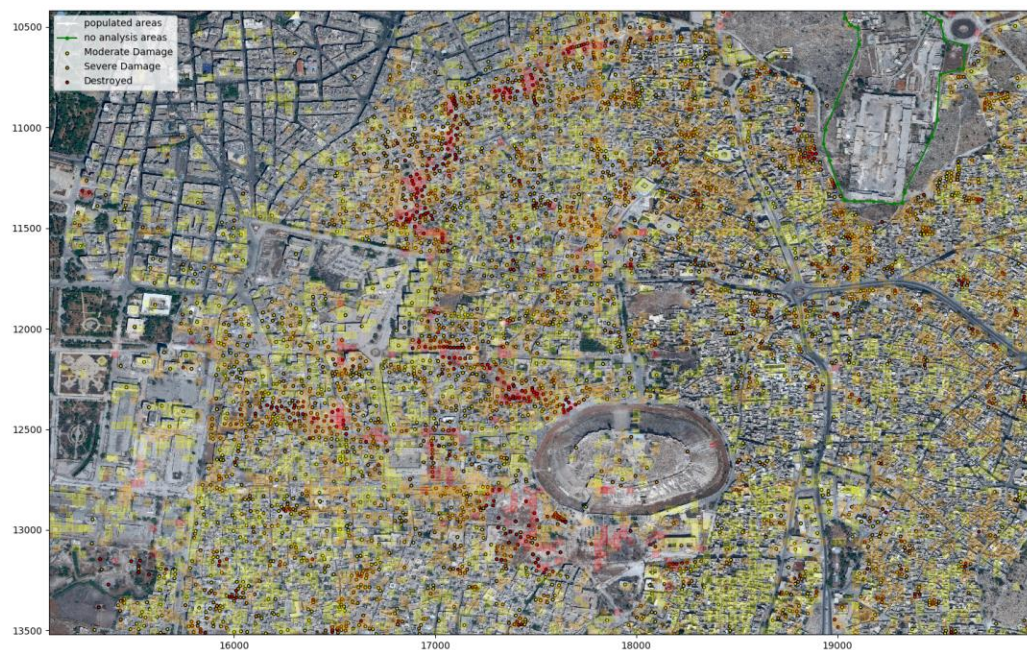 populated areas
no analysis areas
Moderate Damage
Severe Damage
Destroyed
10500
11000
11500
12000
12500
13000
13500
16000 17000 18000 19000